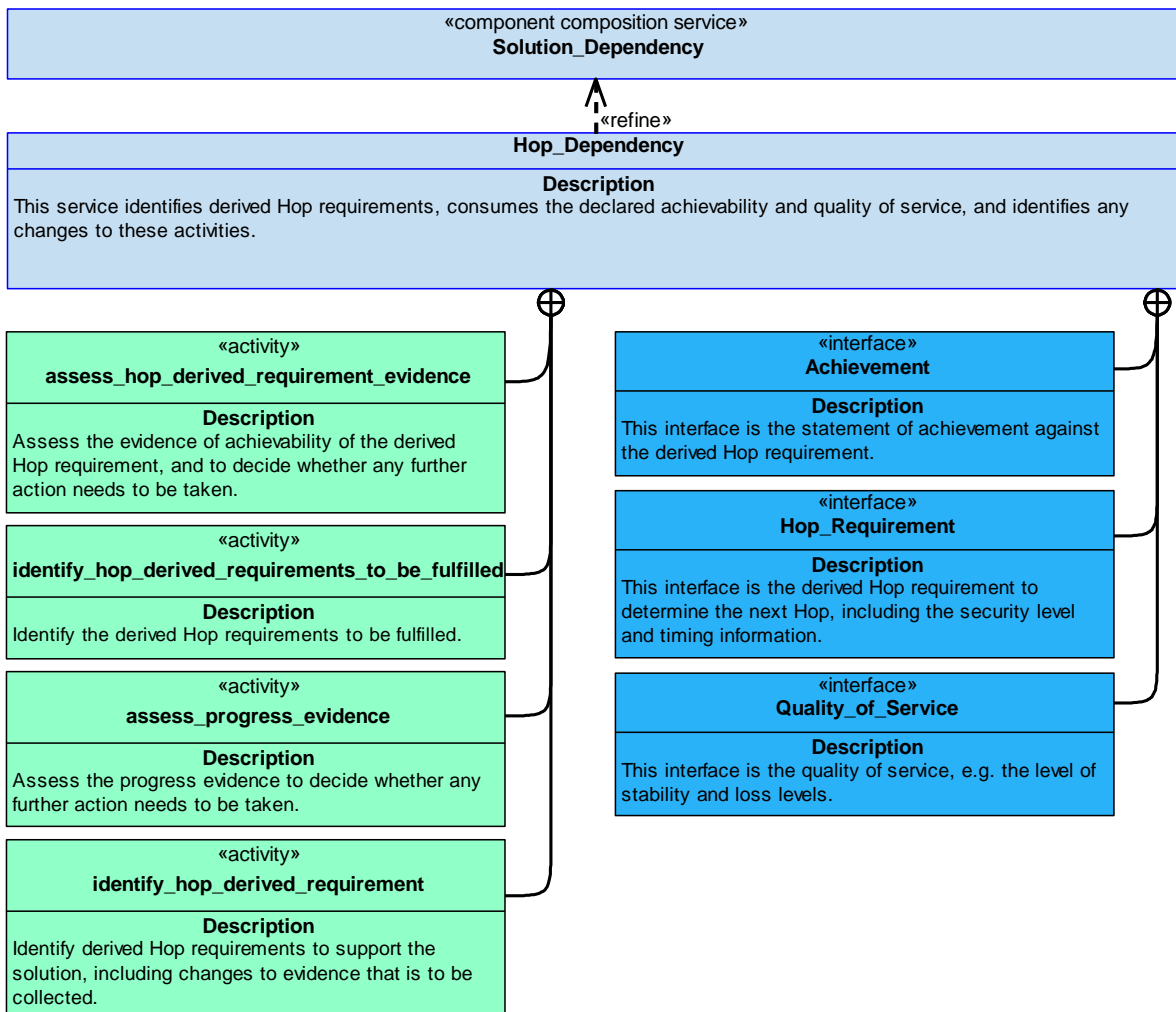 «component composition service»
Solution_Dependency
«refine»
Hop_Dependency
Description
This service identifies derived Hop requirements, consumes the declared achievability and quality of service, and identifies any
changes to these activities.
«activity»
assess_hop_derived_requirement_evidence
Description
Assess the evidence of achievability of the derived
Hop requirement, and to decide whether any further
action needs to be taken.
«activity»
identify_hop_derived_requirements_to_be_fulfilled
Description
Identify the derived Hop requirements to be fulfilled.
«activity»
assess_progress_evidence
Description
Assess the progress evidence to decide whether any
further action needs to be taken.
«activity»
identify_hop_derived_requirement
Description
Identify derived Hop requirements to support the
solution, including changes to evidence that is to be
collected.
«interface»
Achievement
Description
This interface is the statement of achievement against
the derived Hop requirement.
«interface»
Hop_Requirement
Description
This interface is the derived Hop requirement to
determine the next Hop, including the security level
and timing information.
«interface»
Quality_of_Service
Description
This interface is the quality of service, e.g. the level of
stability and loss levels.